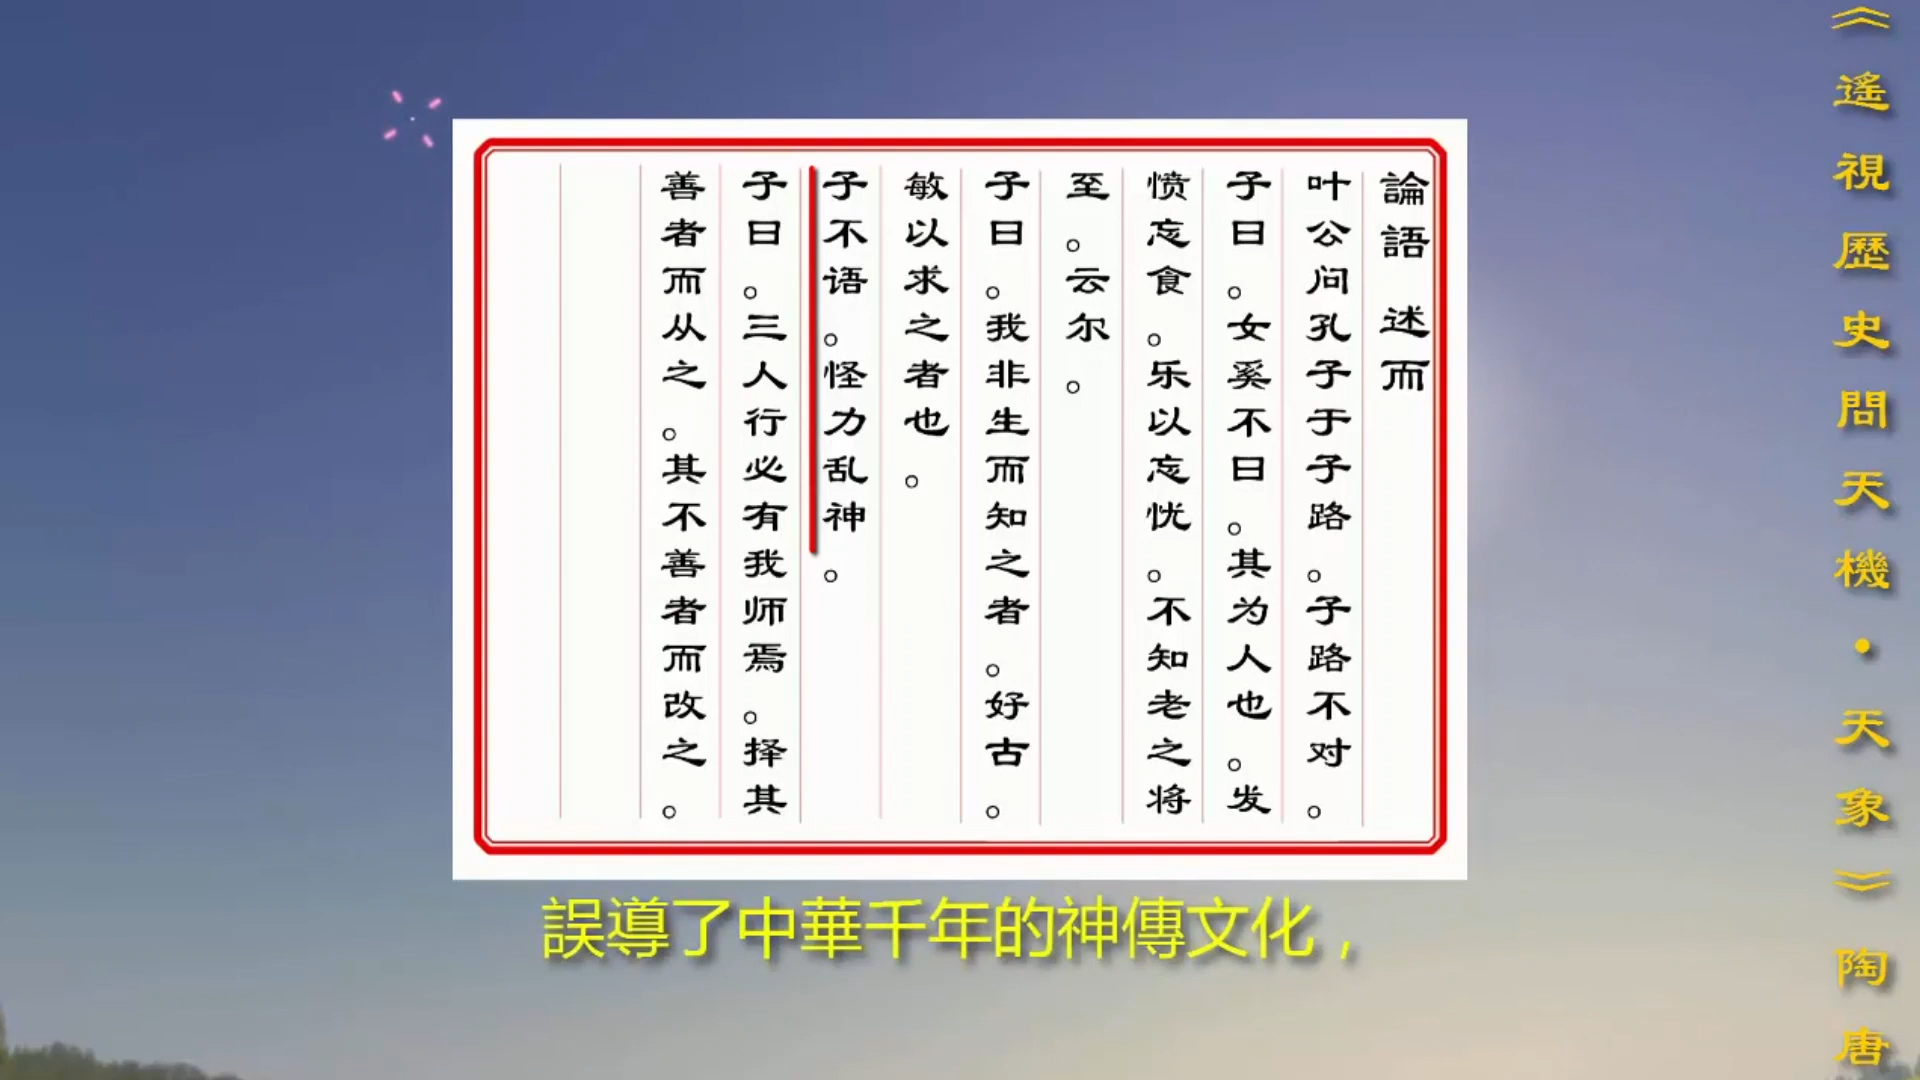 論語 述而
叶公问孔子于子路。子路不对。
子曰。女奚不曰。其为人也。发
愤忘食。乐以忘忧。不知老之将
至。云尔。
子曰。我非生而知之者。好古。
敏以求之者也。
子不语。怪力乱神。
子曰。三人行必有我师焉。择其
善者而从之。其不善者而改之。
誤導了中華千年的神傳文化，
《遙視歷史問天機·天象》陶唐